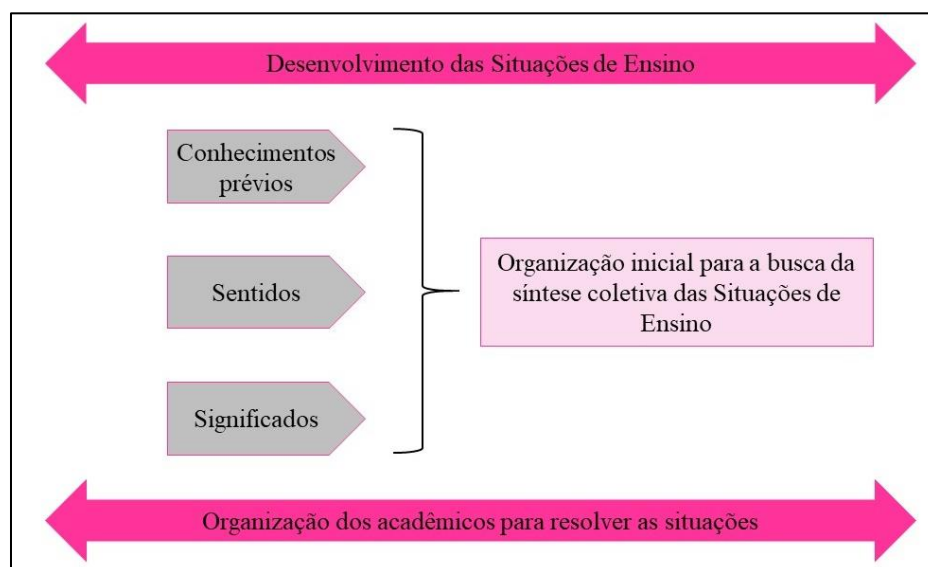 Desenvolvimento das Situações de Ensino
Conhecimentos
prévios
Sentidos
Significados
Organização inicial para a busca da
síntese coletiva das Situações de
Ensino
Organização dos acadêmicos para resolver as situações